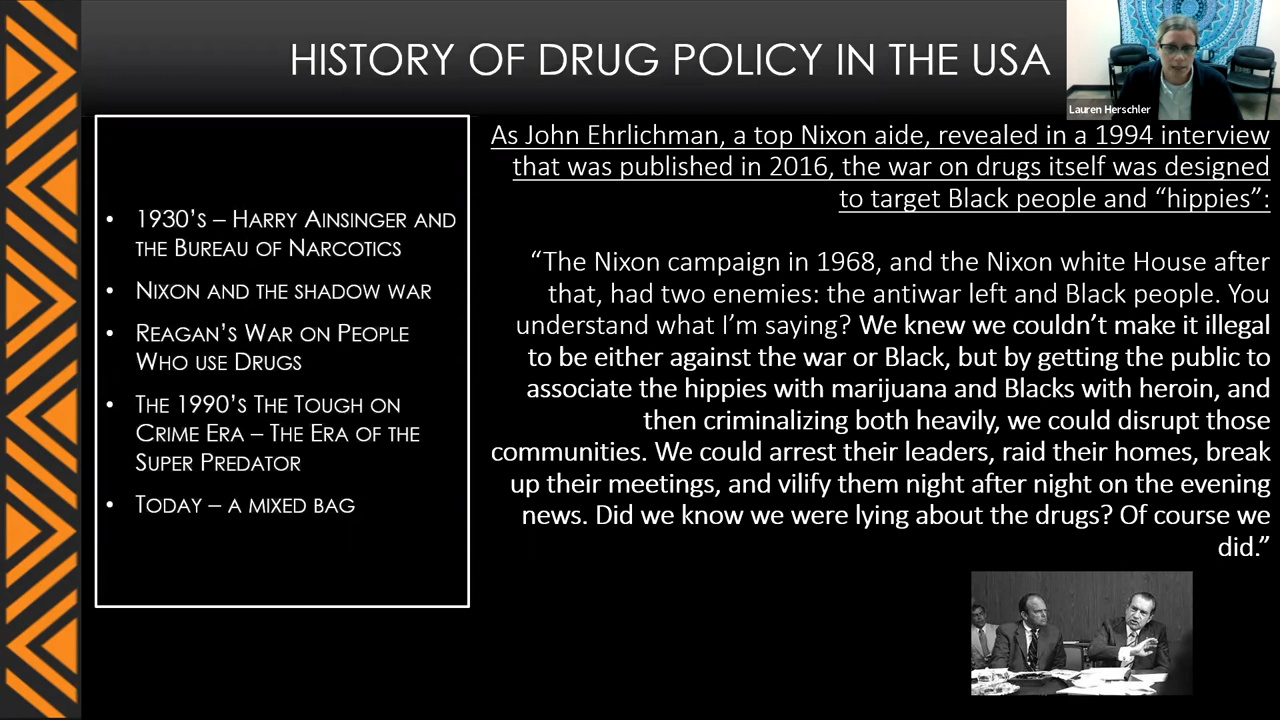 HISTORY OF DRUG POLICY IN THE USA
Lauren Herschler
• 1930'S – HARRY AINSINGER AND
THE BUREAU OF NARCOTICS
• NIXON AND THE SHADOW WAR
• REAGAN'S WAR ON PEOPLE
WHO USE DRUGS
• THE 1990'S THE TOUGH ON
CRIME ERA – THE ERA OF THE
SUPER PREDATOR
• TODAY – A MIXED BAG
As John Ehrlichman, a top Nixon aide, revealed in a 1994 interview
that was published in 2016, the war on drugs itself was designed
to target Black people and “hippies”:
“The Nixon campaign in 1968, and the Nixon white House after
that, had two enemies: the antiwar left and Black people. You
understand what I’m saying? We knew we couldn’t make it illegal
to be either against the war or Black, but by getting the public to
associate the hippies with marijuana and Blacks with heroin, and
then criminalizing both heavily, we could disrupt those
communities. We could arrest their leaders, raid their homes, break
up their meetings, and vilify them night after night on the evening
news. Did we know we were lying about the drugs? Of course we
did.”